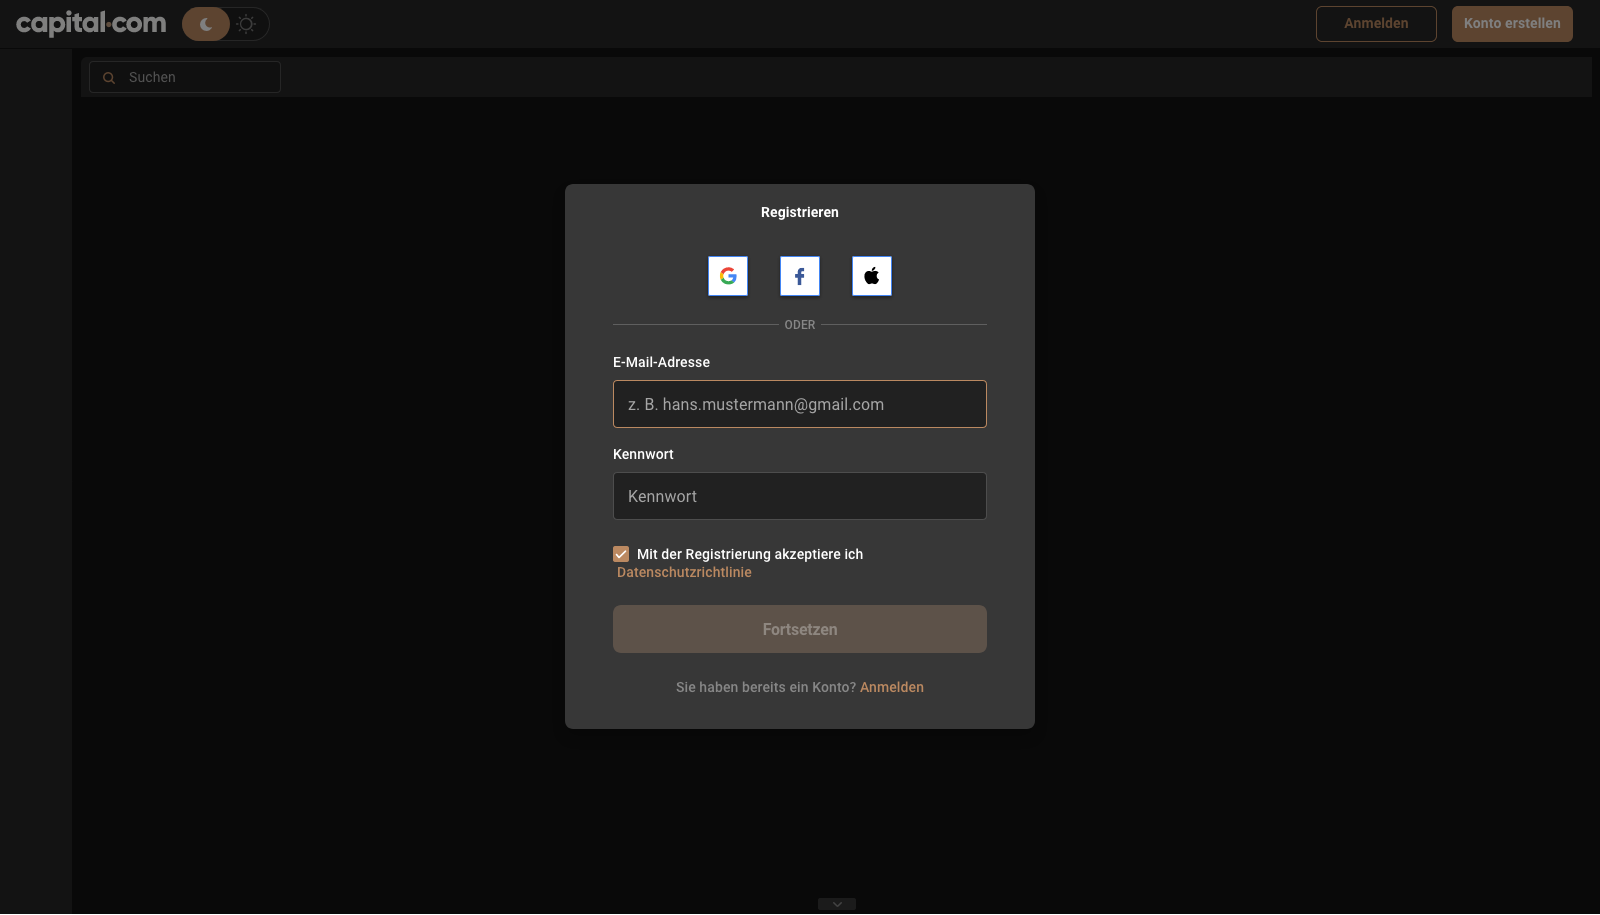 capital.com
Anmelden
Konto erstellen
Suchen
Registrieren
ODER
E-Mail-Adresse
z. B. hans.mustermann@gmail.com
Kennwort
Kennwort
Mit der Registrierung akzeptiere ich
Datenschutzrichtlinie
Fortsetzen
Sie haben bereits ein Konto? Anmelden